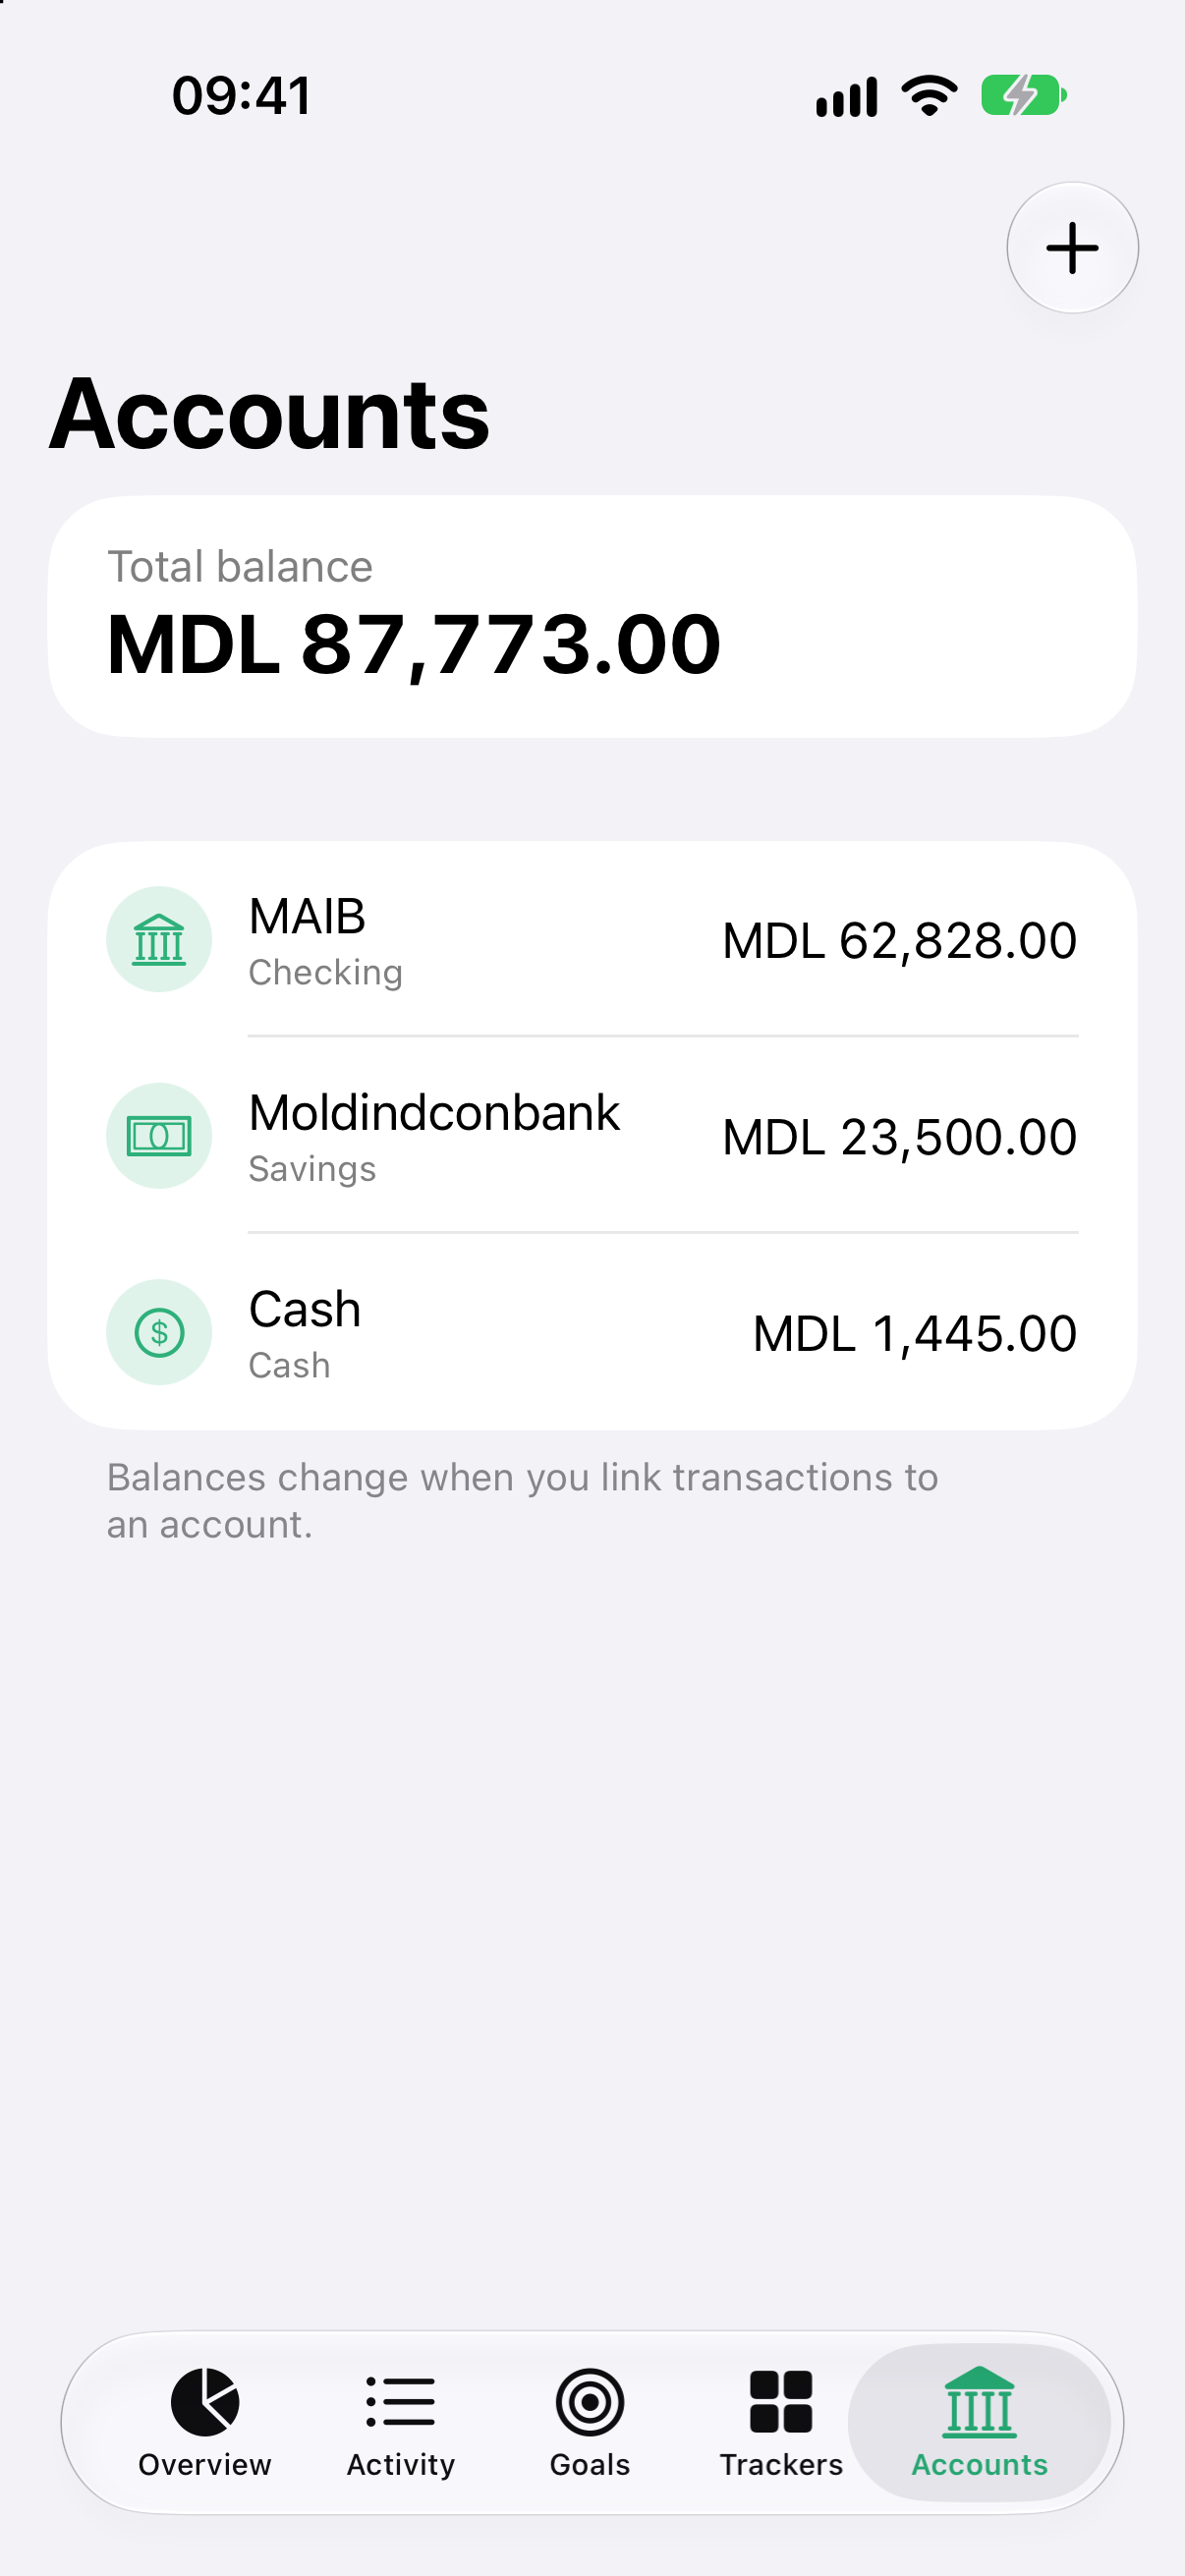 09:41
Accounts
Total balance
MDL 87,773.00
MAIB
Checking
MDL 62,828.00
Moldindconbank
Savings
MDL 23,500.00
$
Cash
Cash
MDL 1,445.00
Balances change when you link transactions to
an account.
Overview
Activity
Goals
Trackers
Accounts